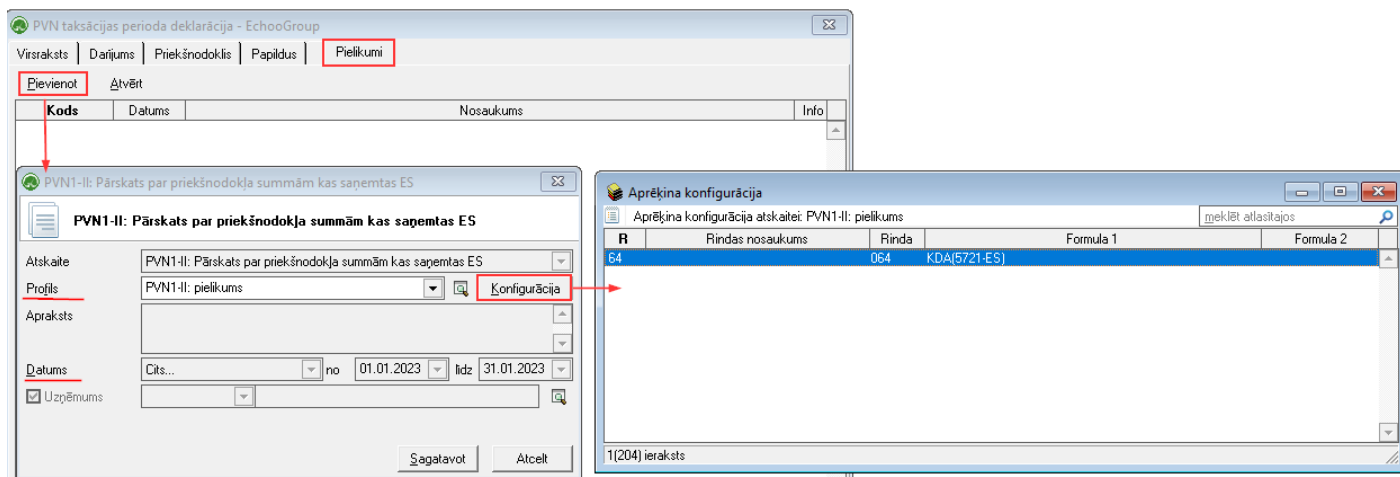 PVN taksācijas perioda deklarācija - EchooGroup
Virsraksts Darījums Priekšnodoklis Papildus Pielikumi
Pievienot Atvērt
Kods Datums Nosaukums Info
PVN1-II: Pārskats par priekšnodokļa summām kas saņemtas ES
PVN1-II: Pārskats par priekšnodokļa summām kas saņemtas ES
Atskaite PVN1-II: Pārskats par priekšnodokļa summām kas saņemtas ES
Profils PVN1-II: pielikums Konfigurācija
Apraksts
Datums Cits... no 01.01.2023 līdz 31.01.2023
Uzņēmums
Sagatavot Atcelt
Aprēķina konfigurācija
Aprēķina konfigurācija atskaitei: PVN1-II: pielikums meklēt atlasītajos
R Rindas nosaukums Rinda Formula 1 Formula 2
64 064 KDA(5721-ES)
1(204) ieraksts